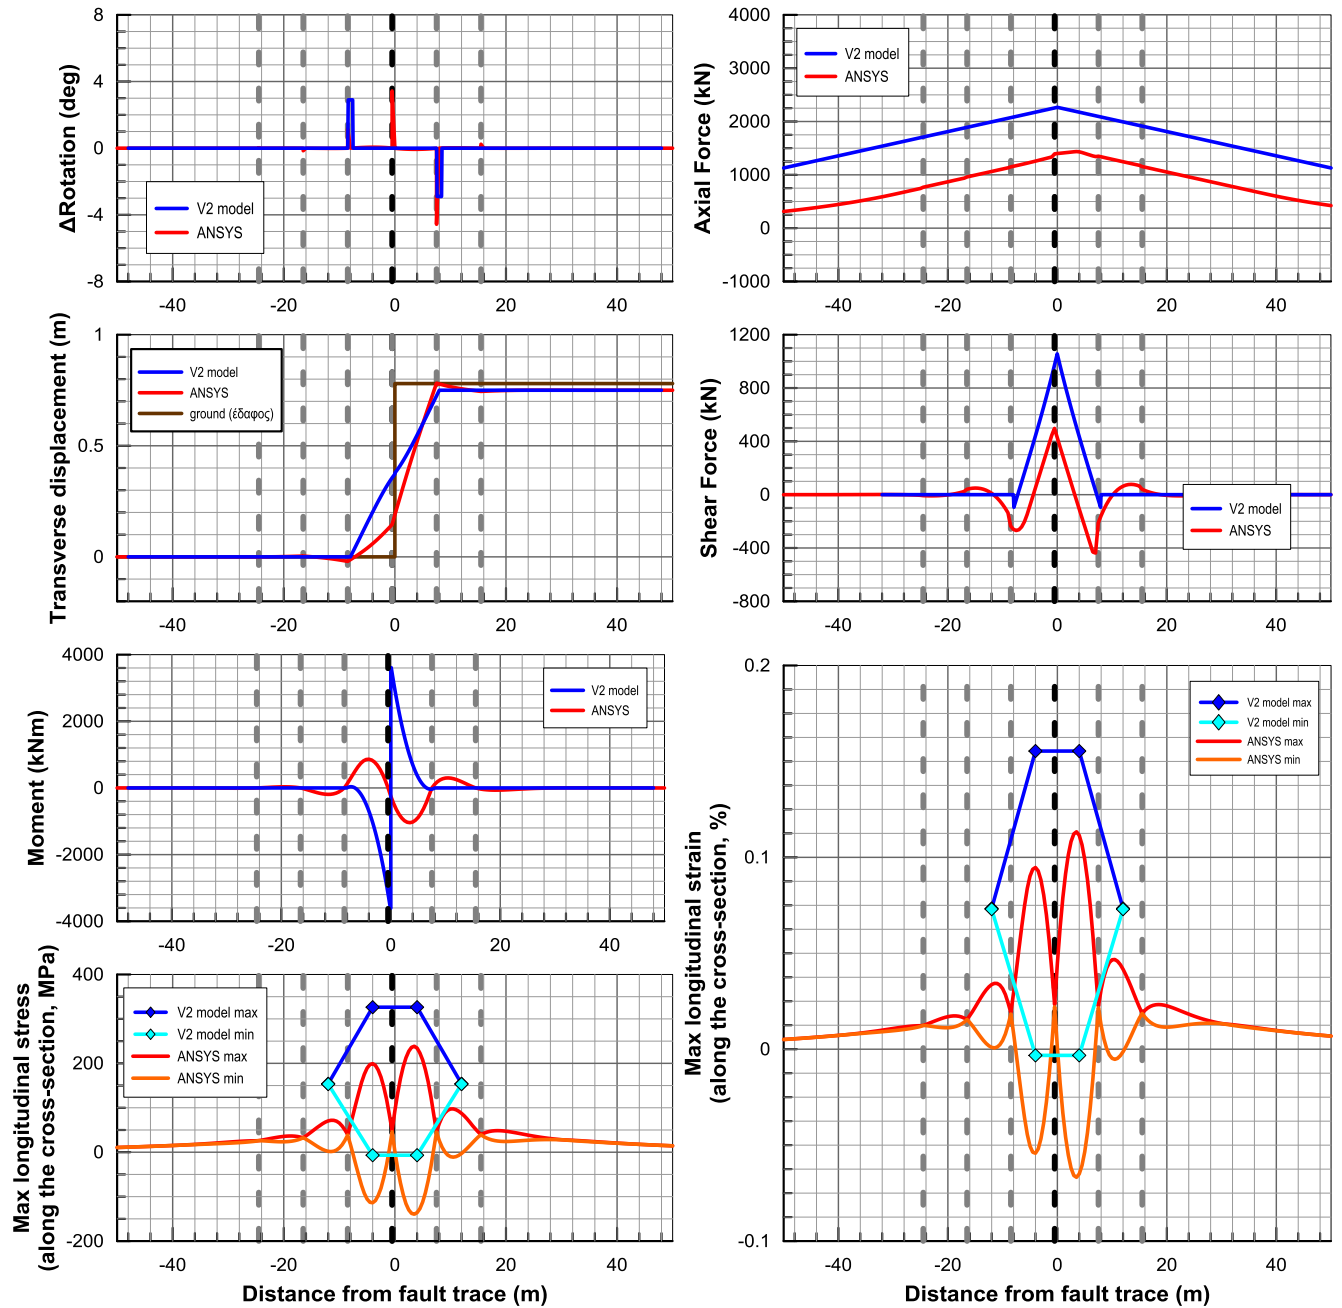 ΔRotation (deg)
8
4
0
-4
-8
V2 model
ANSYS
-40
-20
0
20
40
Axial Force (kN)
4000
3000
2000
1000
0
-1000
V2 model
ANSYS
-40
-20
0
20
40
Transverse displacement (m)
1
0.5
0
V2 model
ANSYS
ground (έδαφος)
-40
-20
0
20
40
Shear Force (kN)
1200
800
400
0
-400
-800
V2 model
ANSYS
-40
-20
0
20
40
Moment (kNm)
4000
2000
0
-2000
-4000
V2 model
ANSYS
-40
-20
0
20
40
Max longitudinal stress
(along the cross-section, MPa)
400
200
0
-200
V2 model max
V2 model min
ANSYS max
ANSYS min
-40
-20
0
20
40
Distance from fault trace (m)
Max longitudinal strain
(along the cross-section, %)
0.2
0.1
0
-0.1
V2 model max
V2 model min
ANSYS max
ANSYS min
-40
-20
0
20
40
Distance from fault trace (m)